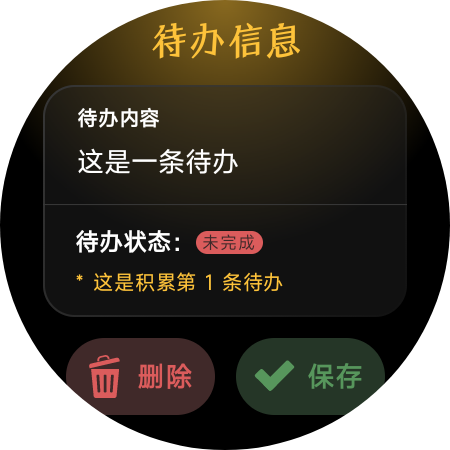 待办信息
待办内容
这是一条待办
待办状态： 未完成
* 这是积累第 1 条待办
删除 保存